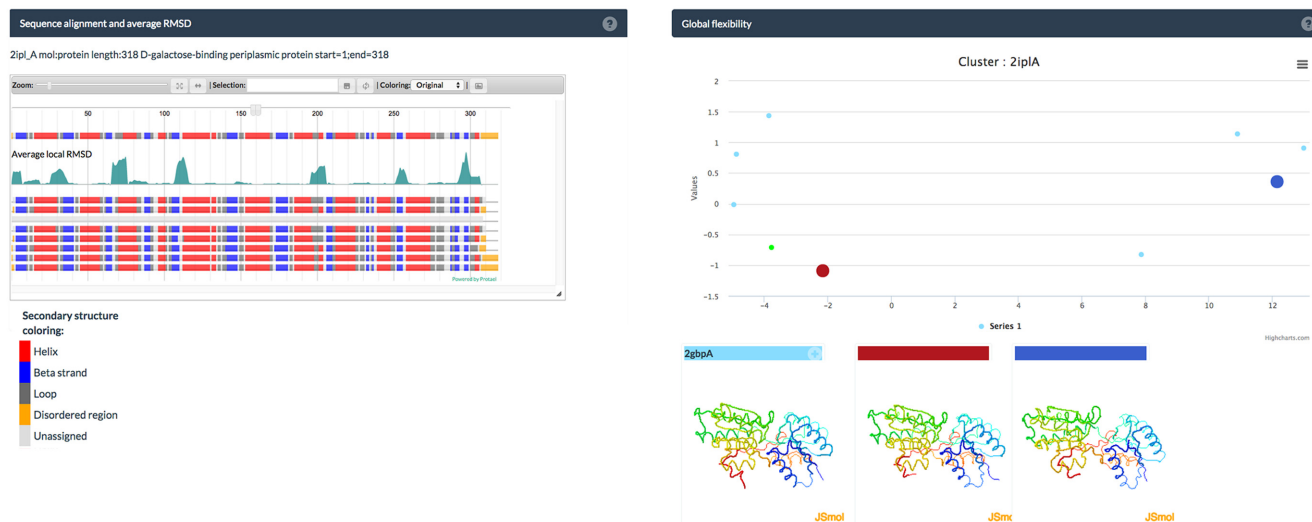 Sequence alignment and average RMSD
?
2ipl_A mol:protein length:318 D-galactose-binding periplasmic protein start=1;end=318
Zoom: | Selection: | Coloring: Original |
50 100 150 200 250 300
Average local RMSD
Powered by Protael
Secondary structure
coloring:
Helix
Beta strand
Loop
Disordered region
Unassigned
Global flexibility
?
Cluster : 2iplA
Values
2
1.5
1
0.5
0
−0.5
−1
−1.5
−4 −2 0 2 4 6 8 10 12
Series 1
Highcharts.com
2gbpA
JSmol JSmo JSmol